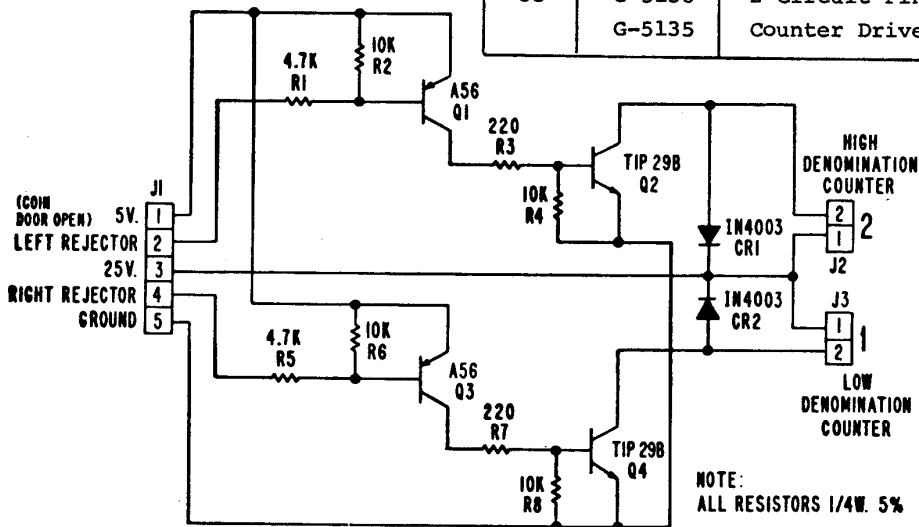 G-5135 Counter Drive
10K
R2
4.7K
R1
A56
Q1
220
R3
TIP 29B
Q2
HIGH
DENOMINATION
COUNTER
10K
R4
J1
(COIN
DOOR OPEN) 5V. 1
LEFT REJECTOR 2
25V. 3
RIGHT REJECTOR 4
GROUND 5
IN4003
CR1
2
1
2
J2
IN4003
CR2
J3
1
2
1
LOW
DENOMINATION
COUNTER
10K
R6
4.7K
R5
A56
Q3
220
R7
TIP 29B
Q4
10K
R8
NOTE:
ALL RESISTORS 1/4W. 5%